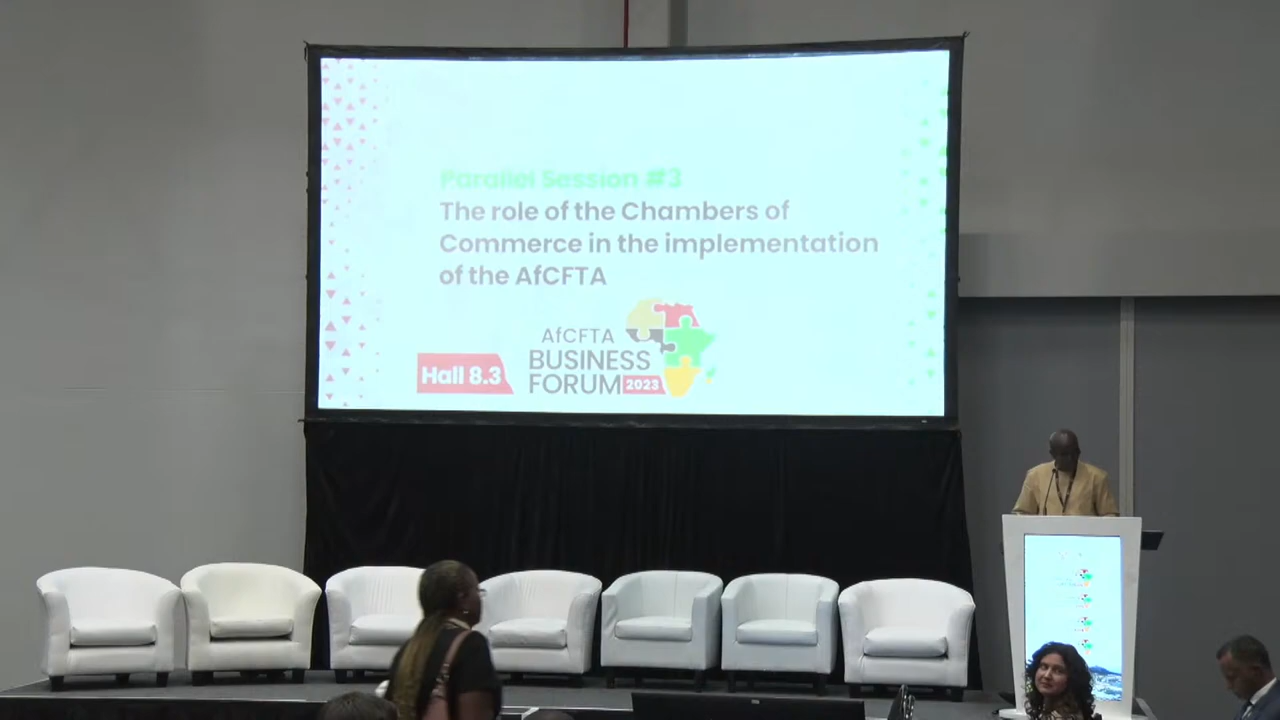 Parallel Session #3
The role of the Chambers of
Commerce in the implementation
of the AfCFTA
Hall 8.3
AfCFTA
BUSINESS
FORUM 2023